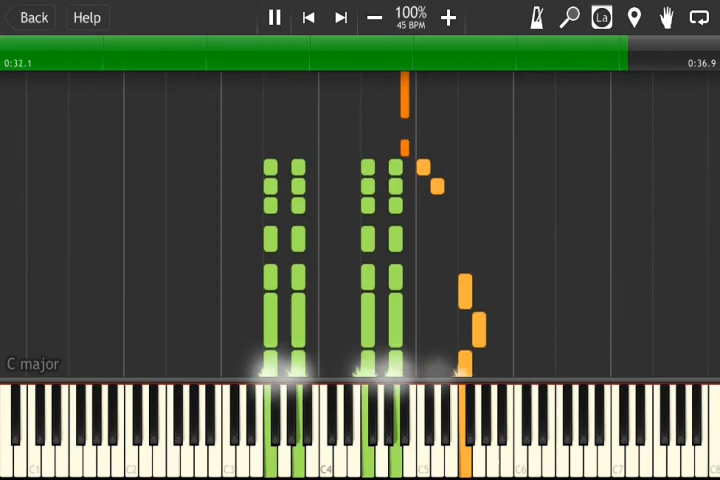 Back Help 100% La
45 BPM
0:32.1 0:36.9
C major
C1 C2 C3 C4 C5 C6 C7 C8